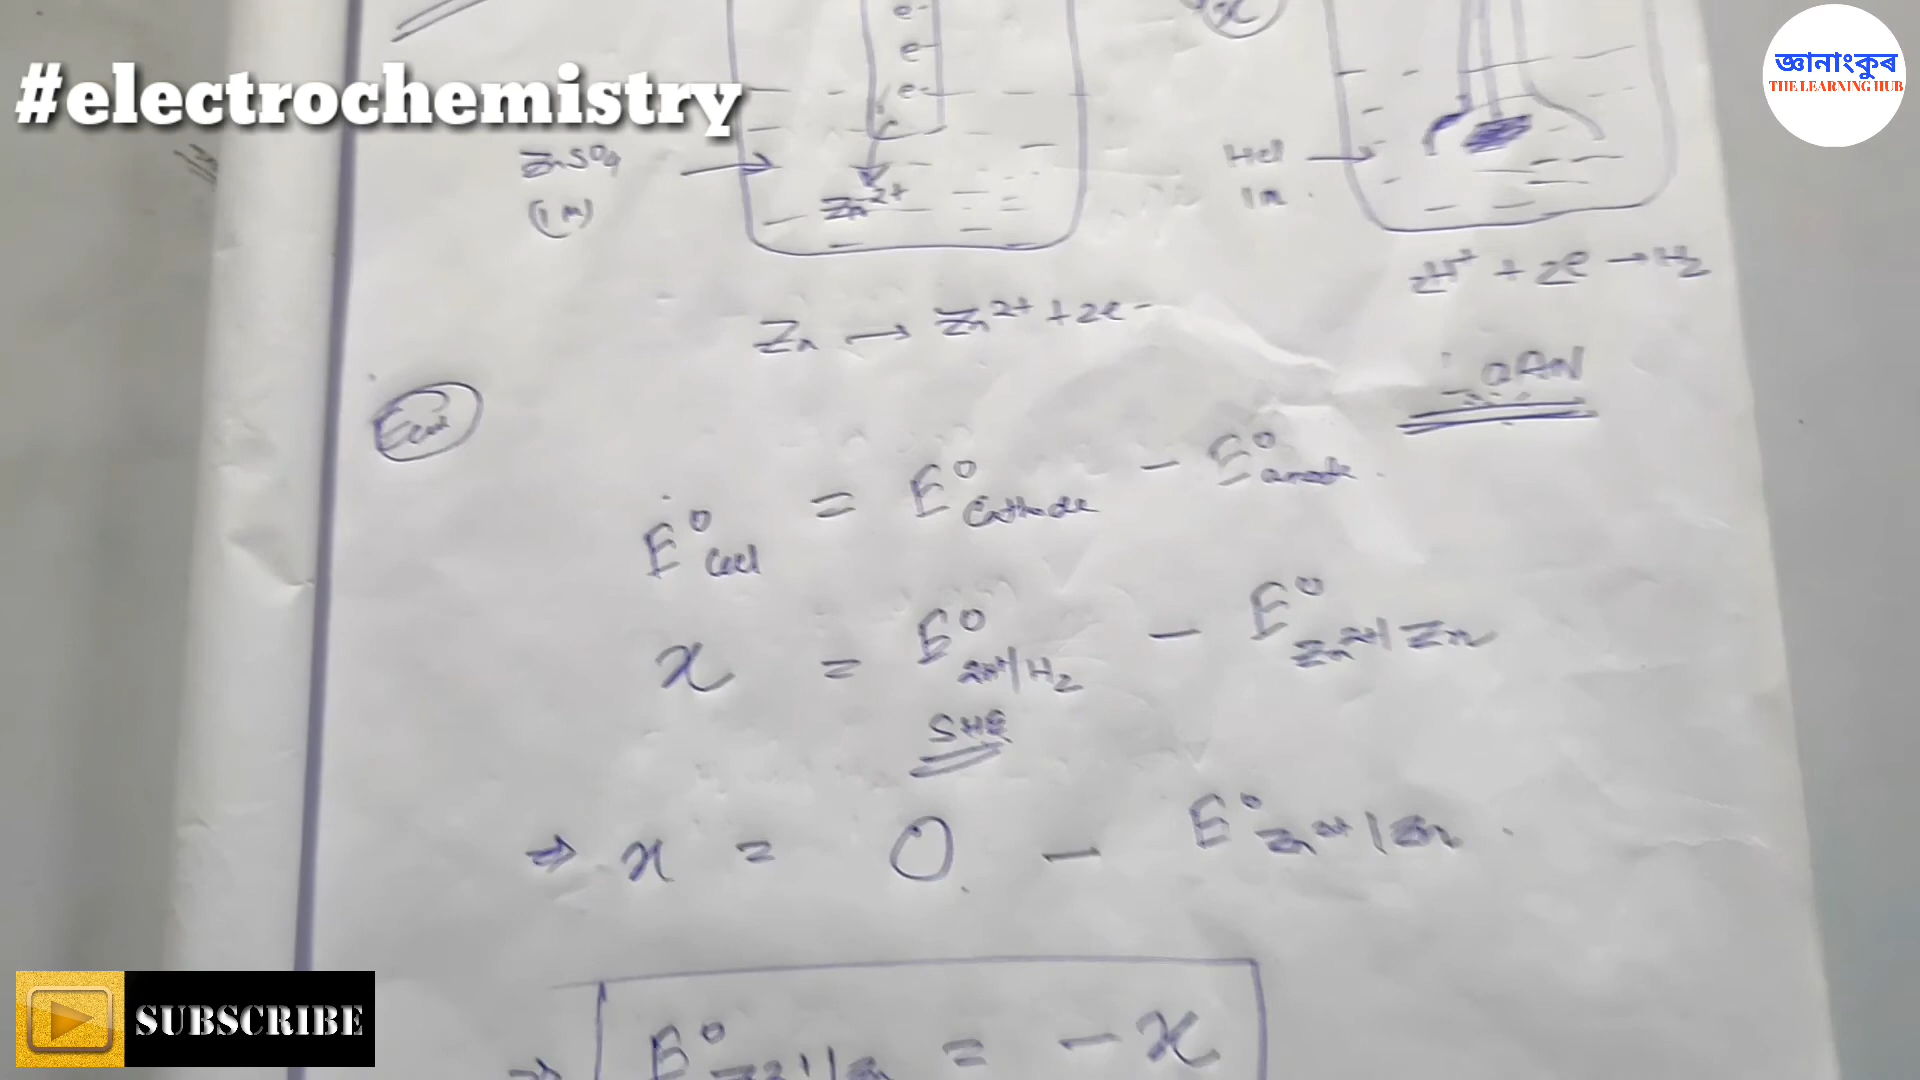 #electrochemistry
জ্ঞানাংকুৰ
THE LEARNING HUB
e-
e-
e-
x
ZnSO4
(1M)
Zn2+
HCl
1M
2H+ + 2e → H2
Zn → Zn2+ + 2e-
Ecell
E°cell = E°cathode - E°anode
x = E°2H+/H2 - E°Zn2+/Zn
SHE
⇒ x = 0 - E°Zn2+/Zn
⇒ E°Zn2+/Zn = -x
SUBSCRIBE